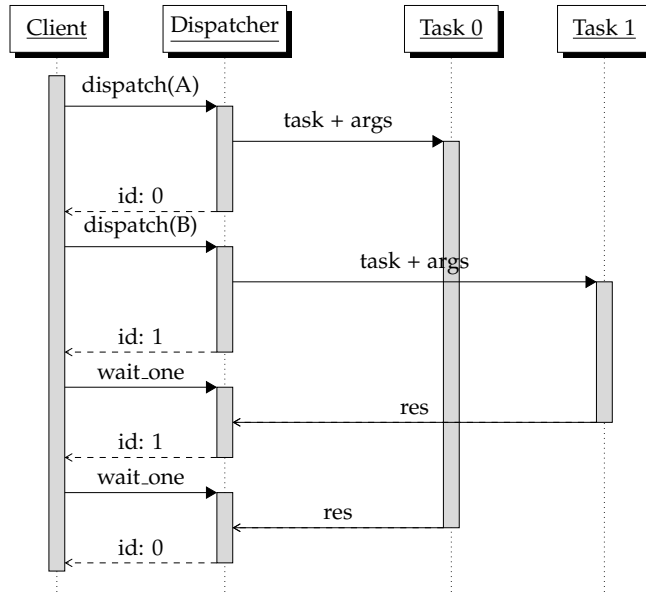 Client
Dispatcher
Task 0
Task 1
dispatch(A)
task + args
id: 0
dispatch(B)
task + args
id: 1
wait_one
res
id: 1
wait_one
res
id: 0